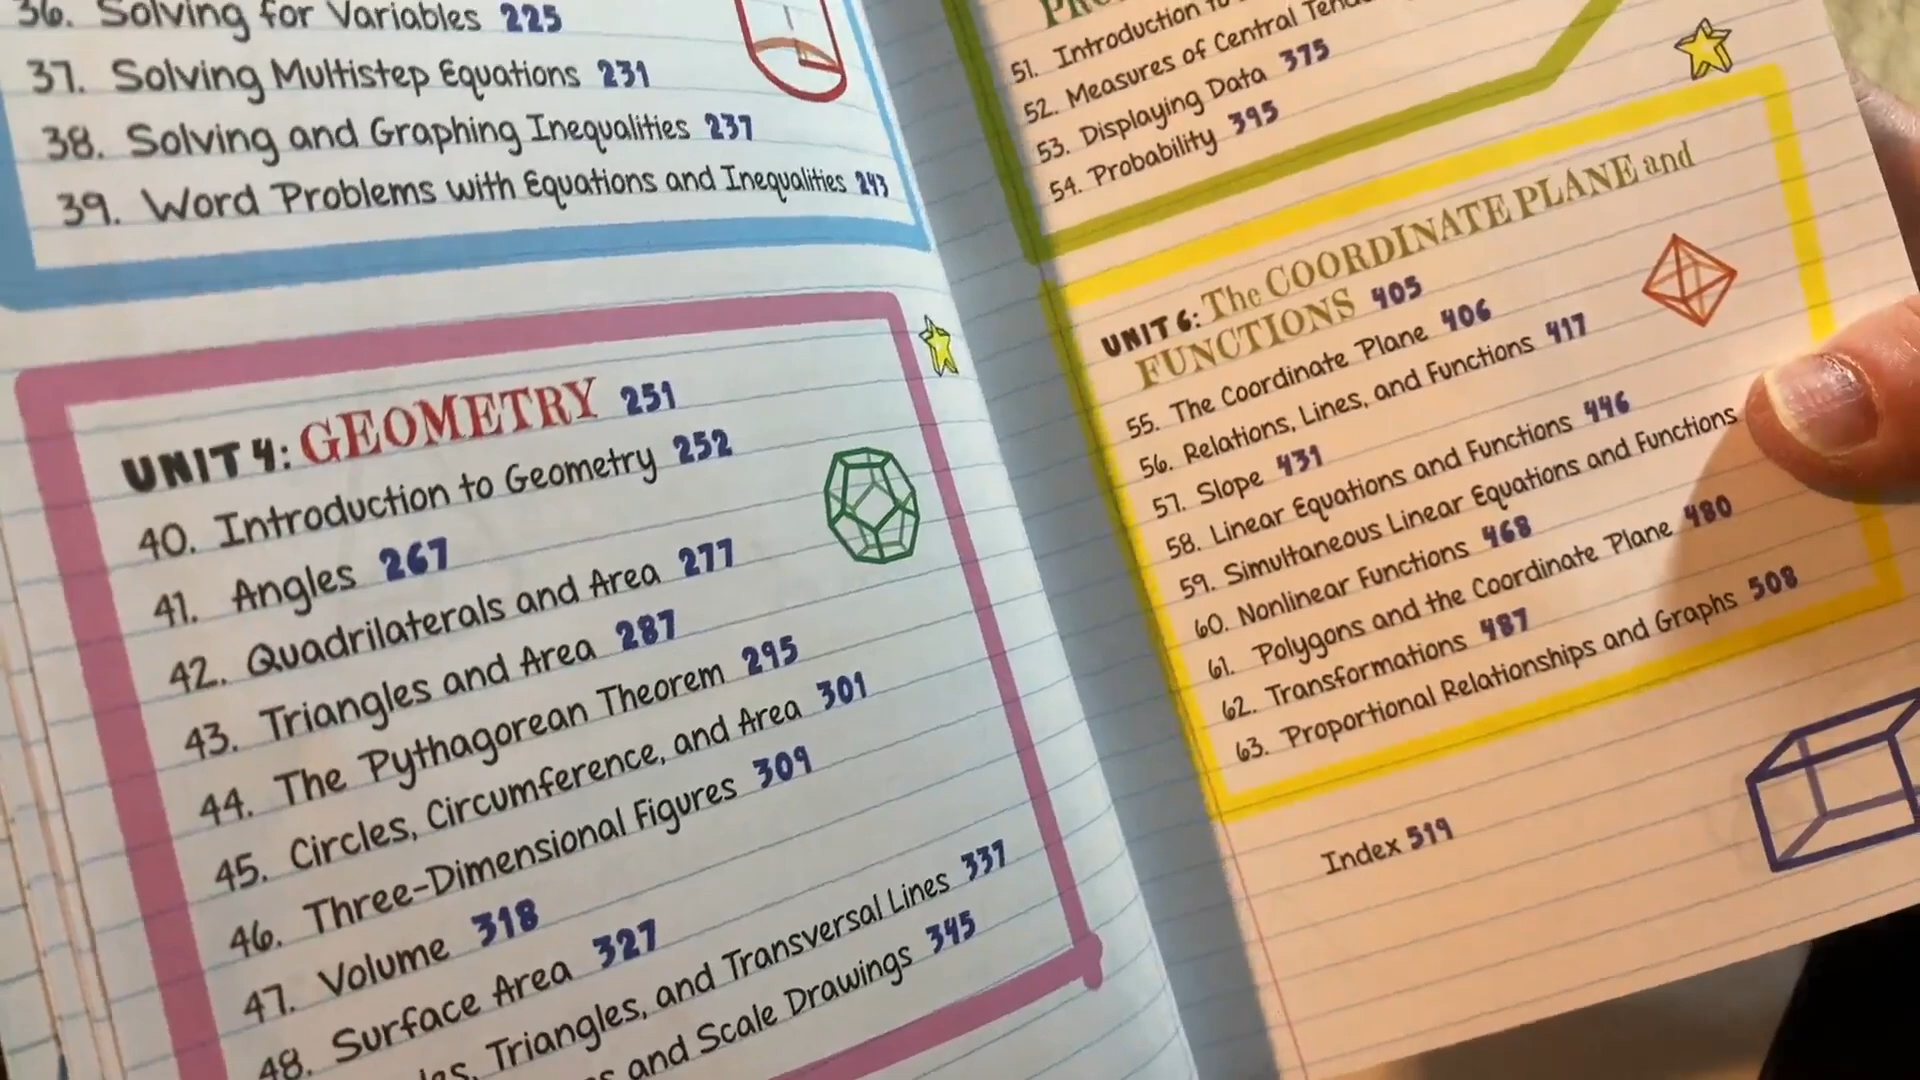 36. Solving for Variables 225
37. Solving Multistep Equations 231
38. Solving and Graphing Inequalities 237
39. Word Problems with Equations and Inequalities 243
UNIT 4: GEOMETRY 251
40. Introduction to Geometry 252
41. Angles 267
42. Quadrilaterals and Area 277
43. Triangles and Area 287
44. The Pythagorean Theorem 295
45. Circles, Circumference, and Area 301
46. Three-Dimensional Figures 309
47. Volume 318
48. Surface Area 327
Triangles, and Transversal Lines 337
and Scale Drawings 345
51. Introduction
52. Measures of Central
53. Displaying Data 375
54. Probability 395
UNIT 6: The COORDINATE PLANE and
FUNCTIONS 405
55. The Coordinate Plane 406
56. Relations, Lines, and Functions 417
57. Slope 431
58. Linear Equations and Functions 446
59. Simultaneous Linear Equations and Functions
60. Nonlinear Functions 468
61. Polygons and the Coordinate Plane 480
62. Transformations 487
63. Proportional Relationships and Graphs 508
Index 519